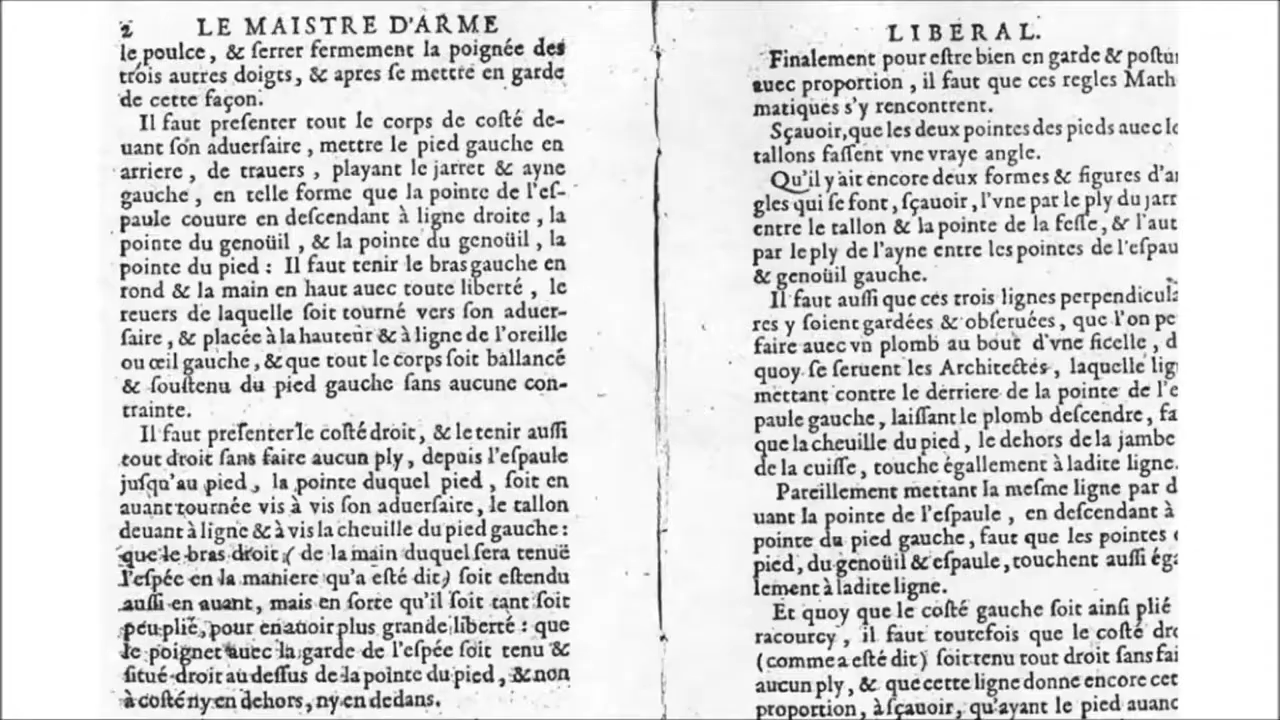 2 LE MAISTRE D'ARME
le poulce, & ſerrer fermement la poignée des
trois autres doigts, & apres ſe mettre en garde
de cette façon.
Il faut preſenter tout le corps de coſté de-
uant ſon aduerſaire, mettre le pied gauche en
arriere, de trauers, playant le jarret & ayne
gauche, en telle forme que la pointe de l'eſ-
paule couure en deſcendant à ligne droite, la
pointe du genoüil, & la pointe du genoüil, la
pointe du pied: Il faut tenir le bras gauche en
rond & la main en haut auec toute liberté, le
reuers de laquelle ſoit tourné vers ſon aduer-
ſaire, & placée à la hauteur & à ligne de l'oreille
ou œil gauche, & que tout le corps ſoit ballancé
& ſouſtenu du pied gauche ſans aucune con-
trainte.
Il faut preſenter le coſté droit, & le tenir auſſi
tout droit ſans faire aucun ply, depuis l'eſpaule
juſqu'au pied, la pointe duquel pied, ſoit en
auant tournée vis à vis ſon aduerſaire, le tallon
deuant à ligne & à vis la cheuille du pied gauche:
que le bras droit ( de la main duquel ſera tenuë
l'eſpée en la maniere qu'a eſté dit) ſoit eſtendu
auſſi en auant, mais en ſorte qu'il ſoit tant ſoit
peu plié, pour en auoir plus grande liberté: que
le poignet auec la garde de l'eſpée ſoit tenu &
ſitué droit au deſſus de la pointe du pied, & non
à coſté ny en dehors, ny en dedans.
LIBERAL.
Finalement pour eſtre bien en garde & poſtu
auec proportion, il faut que ces regles Math
matiques s'y rencontrent.
Sçauoir, que les deux pointes des pieds auec le
tallons faſſent vne vraye angle.
Qu'il y ait encore deux formes & figures d'a
gles qui ſe font, ſçauoir, l'vne par le ply du jarr
entre le tallon & la pointe de la feſſe, & l'aut
par le ply de l'ayne entre les pointes de l'eſpau
& genoüil gauche.
Il faut auſſi que ces trois lignes perpendicula
res y ſoient gardées & obſeruées, que l'on pe
faire auec vn plomb au bout d'vne ficelle, d
quoy ſe ſeruent les Architectes, laquelle lig
mettant contre le derriere de la pointe de l'e
paule gauche, laiſſant le plomb deſcendre, fa
que la cheuille du pied, le dehors de la jambe
de la cuiſſe, touche égallement à ladite ligne.
Pareillement mettant la meſme ligne par d
uant la pointe de l'eſpaule, en deſcendant à
pointe du pied gauche, faut que les pointes
pied, du genoüil & eſpaule, touchent auſſi éga
lement à ladite ligne.
Et quoy que le coſté gauche ſoit ainſi plié
racourcy, il faut toutefois que le coſté dro
(comme a eſté dit) ſoit tenu tout droit ſans fai
aucun ply, & que cette ligne donne encore cet
proportion, à ſçauoir, qu'ayant le pied auanc